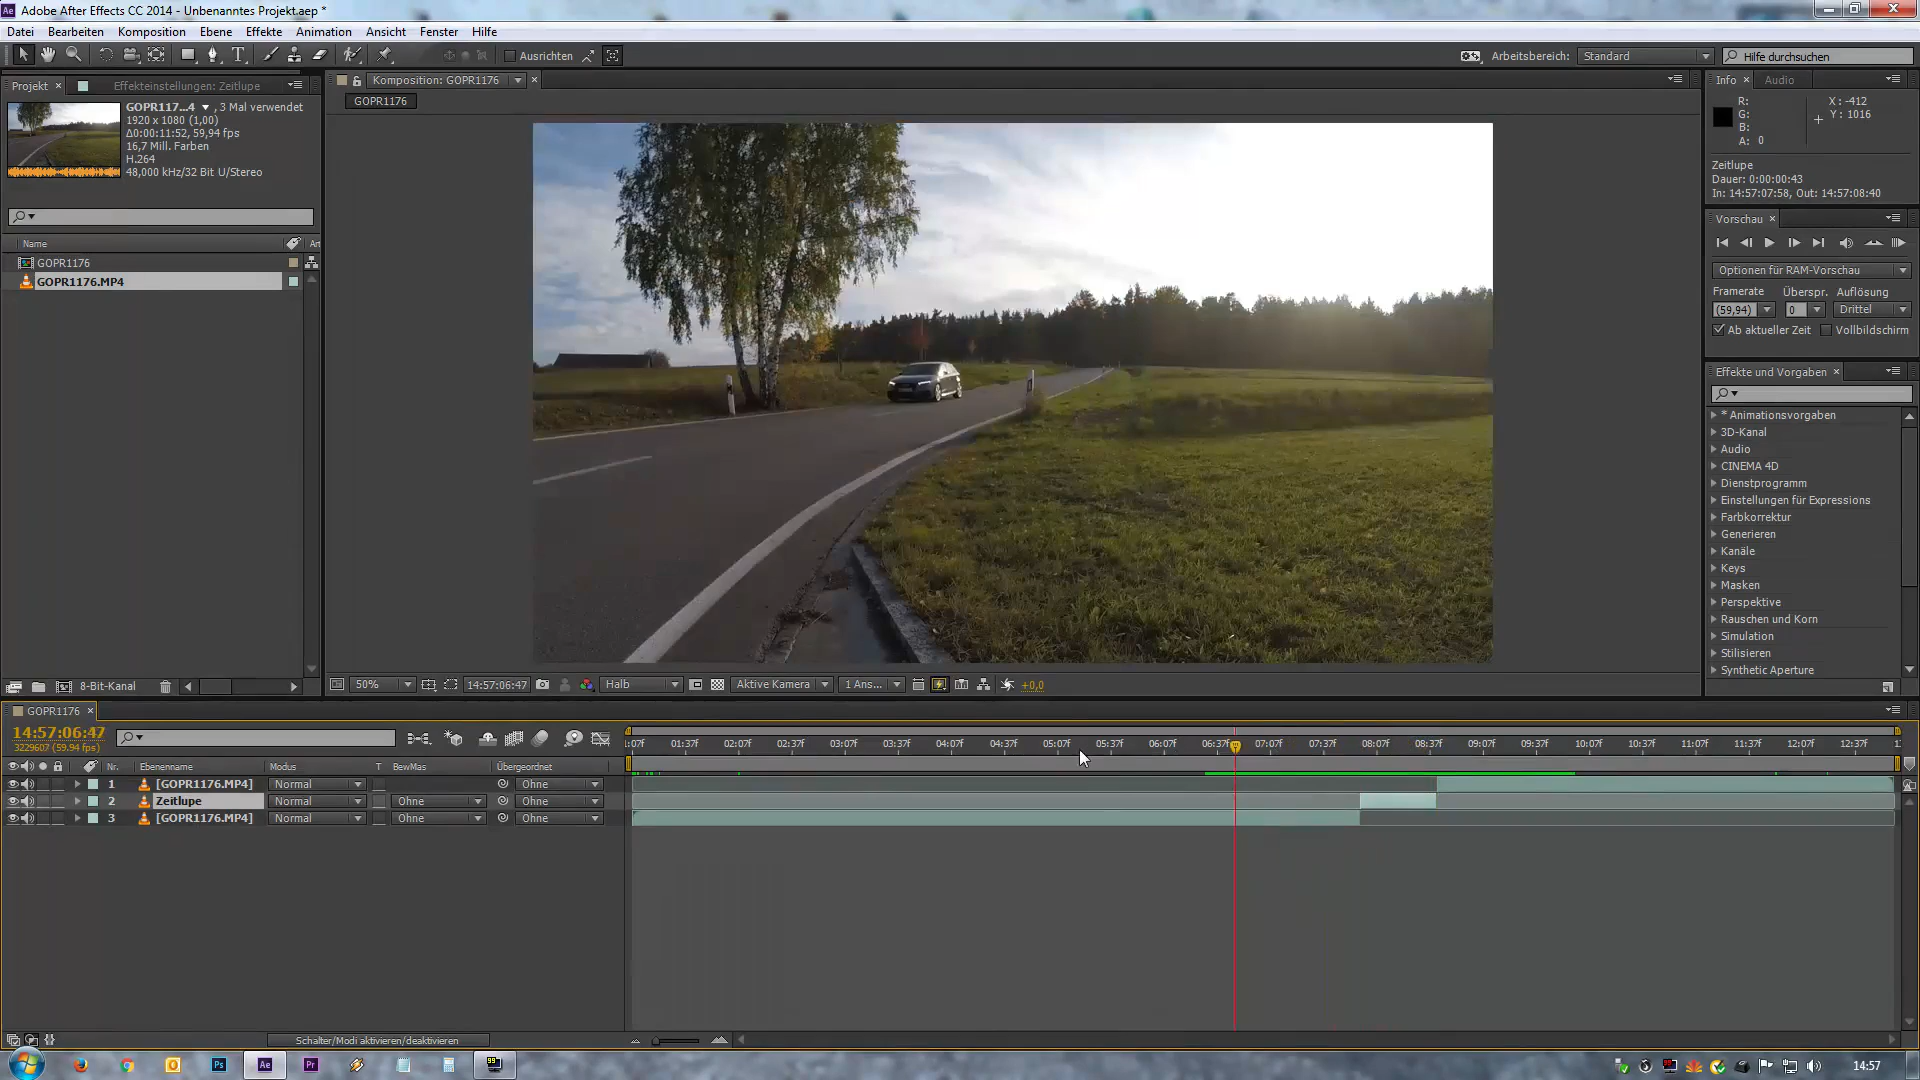 Adobe After Effects CC 2014 - Unbenanntes Projekt.aep *
Datei Bearbeiten Komposition Ebene Effekte Animation Ansicht Fenster Hilfe
Ausrichten
Arbeitsbereich: Standard
Hilfe durchsuchen
Projekt
Effekteinstellungen: Zeitlupe
GOPR117...4 , 3 Mal verwendet
1920 x 1080 (1,00)
Δ0:00:11:52, 59,94 fps
16,7 Mill. Farben
H.264
48,000 kHz/32 Bit U/Stereo
Name
GOPR1176
GOPR1176.MP4
8-Bit-Kanal
Komposition: GOPR1176
GOPR1176
50%
14:57:06:47
Halb
Aktive Kamera
1 Ans...
+0,0
Info Audio
R:
G:
B:
A: 0
X: -412
Y: 1016
Zeitlupe
Dauer: 0:00:00:43
In: 14:57:07:58, Out: 14:57:08:40
Vorschau
Optionen für RAM-Vorschau
Framerate Überspr. Auflösung
(59,94) 0 Drittel
Ab aktueller Zeit Vollbildschirm
Effekte und Vorgaben
* Animationsvorgaben
3D-Kanal
Audio
CINEMA 4D
Dienstprogramm
Einstellungen für Expressions
Farbkorrektur
Generieren
Kanäle
Keys
Masken
Perspektive
Rauschen und Korn
Simulation
Stilisieren
Synthetic Aperture
GOPR1176
14:57:06:47
3229607 (59.94 fps)
01:37f 02:07f 02:37f 03:07f 03:37f 04:07f 04:37f 05:07f 05:37f 06:07f 06:37f 07:07f 07:37f 08:07f 08:37f 09:07f 09:37f 10:07f 10:37f 11:07f 11:37f 12:07f 12:37f
Nr. Ebenenname Modus T BewMas Übergeordnet
1 [GOPR1176.MP4] Normal Ohne
2 Zeitlupe Normal Ohne Ohne
3 [GOPR1176.MP4] Normal Ohne Ohne
Schalter/Modi aktivieren/deaktivieren
Ps Ae Pr 99
14:57